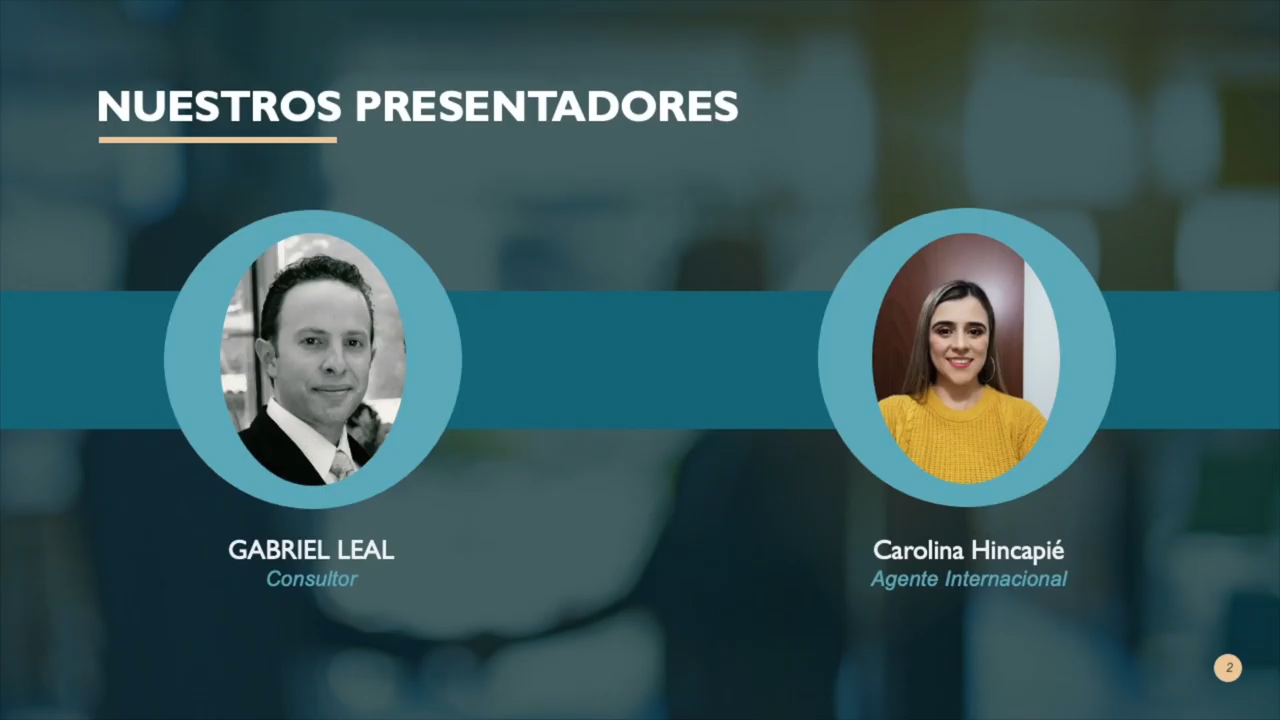 NUESTROS PRESENTADORES
GABRIEL LEAL
Consultor
Carolina Hincapié
Agente Internacional
2